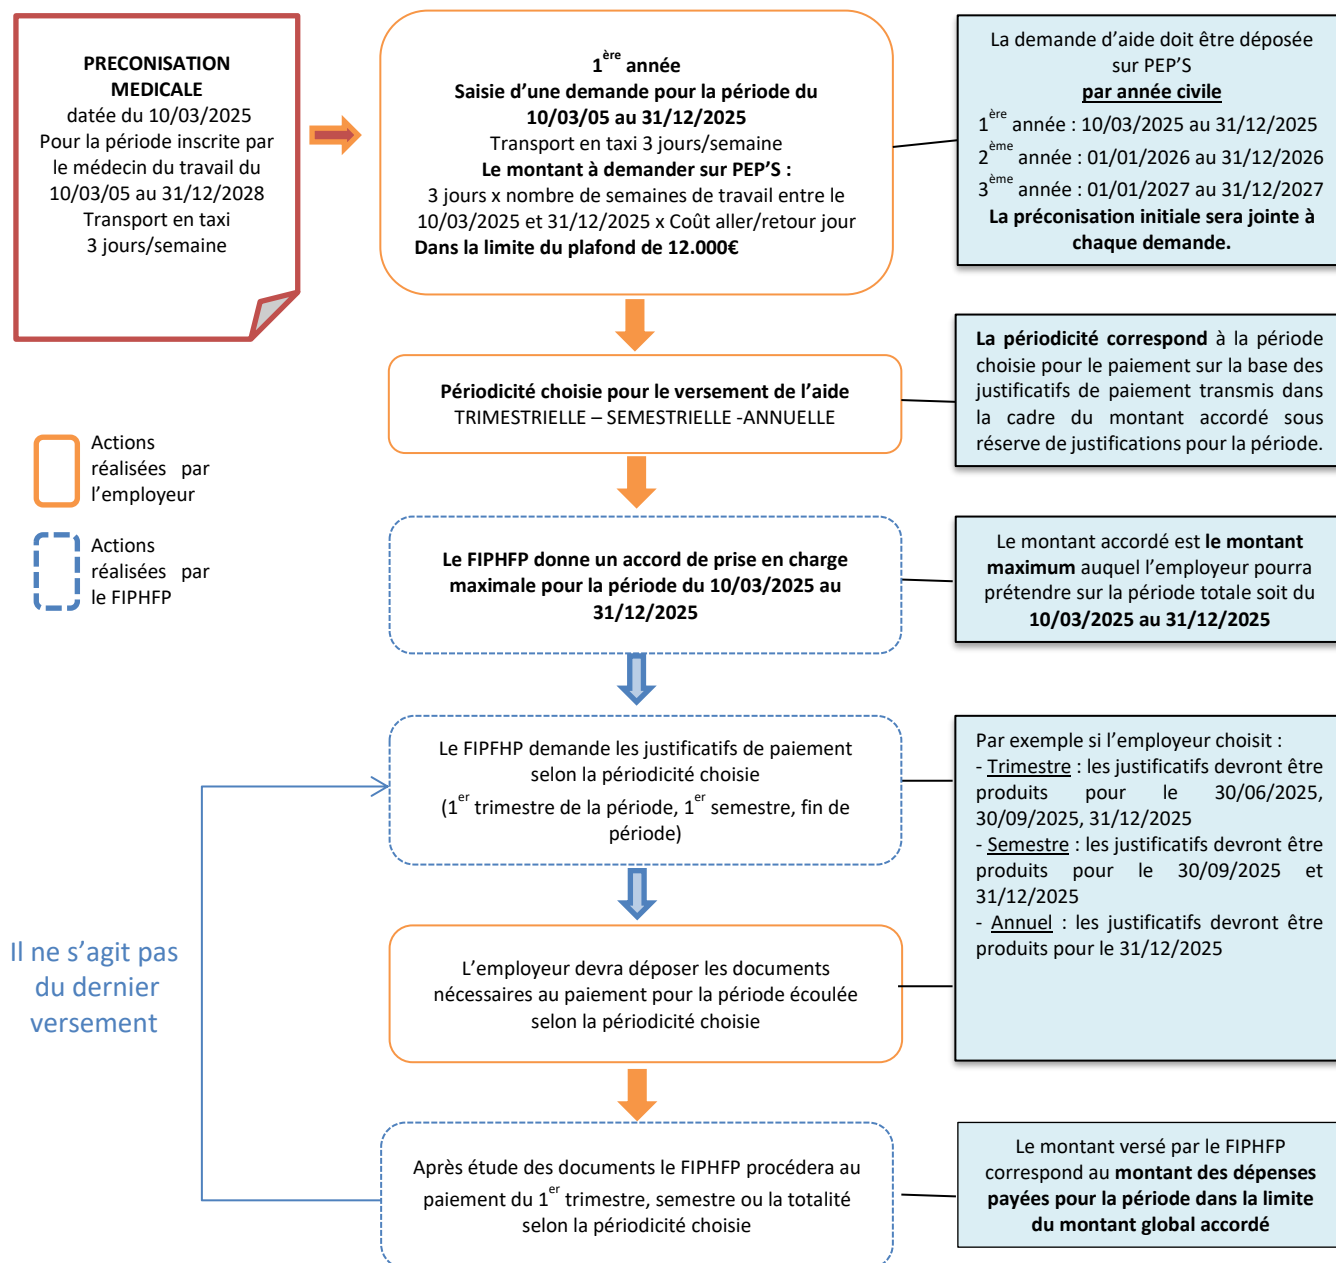 PRECONISATION
MEDICALE
datée du 10/03/2025
Pour la période inscrite par
le médecin du travail du
10/03/05 au 31/12/2028
Transport en taxi
3 jours/semaine
1ère année
Saisie d’une demande pour la période du
10/03/05 au 31/12/2025
Transport en taxi 3 jours/semaine
Le montant à demander sur PEP’S :
3 jours x nombre de semaines de travail entre le
10/03/2025 et 31/12/2025 x Coût aller/retour jour
Dans la limite du plafond de 12.000€
La demande d’aide doit être déposée
sur PEP’S
par année civile
1ère année : 10/03/2025 au 31/12/2025
2ème année : 01/01/2026 au 31/12/2026
3ème année : 01/01/2027 au 31/12/2027
La préconisation initiale sera jointe à
chaque demande.
Périodicité choisie pour le versement de l’aide
TRIMESTRIELLE – SEMESTRIELLE -ANNUELLE
La périodicité correspond à la période
choisie pour le paiement sur la base des
justificatifs de paiement transmis dans
la cadre du montant accordé sous
réserve de justifications pour la période.
Actions
réalisées par
l’employeur
Actions
réalisées par
le FIPHFP
Le FIPHFP donne un accord de prise en charge
maximale pour la période du 10/03/2025 au
31/12/2025
Le montant accordé est le montant
maximum auquel l’employeur pourra
prétendre sur la période totale soit du
10/03/2025 au 31/12/2025
Le FIPFHP demande les justificatifs de paiement
selon la périodicité choisie
(1er trimestre de la période, 1er semestre, fin de
période)
Par exemple si l’employeur choisit :
- Trimestre : les justificatifs devront être
produits pour le 30/06/2025,
30/09/2025, 31/12/2025
- Semestre : les justificatifs devront être
produits pour le 30/09/2025 et
31/12/2025
- Annuel : les justificatifs devront être
produits pour le 31/12/2025
Il ne s’agit pas
du dernier
versement
L’employeur devra déposer les documents
nécessaires au paiement pour la période écoulée
selon la périodicité choisie
Après étude des documents le FIPHFP procédera au
paiement du 1er trimestre, semestre ou la totalité
selon la périodicité choisie
Le montant versé par le FIPHFP
correspond au montant des dépenses
payées pour la période dans la limite
du montant global accordé